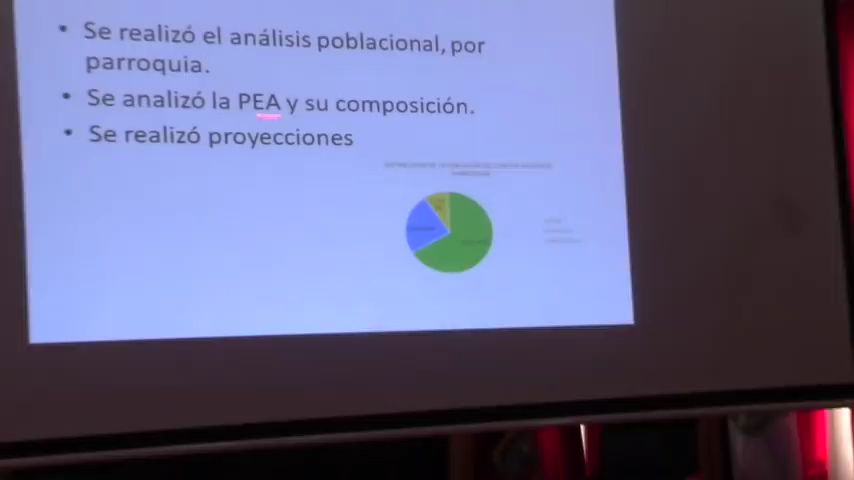 • Se realizó el análisis poblacional, por
parroquia.
• Se analizó la PEA y su composición.
• Se realizó proyecciones